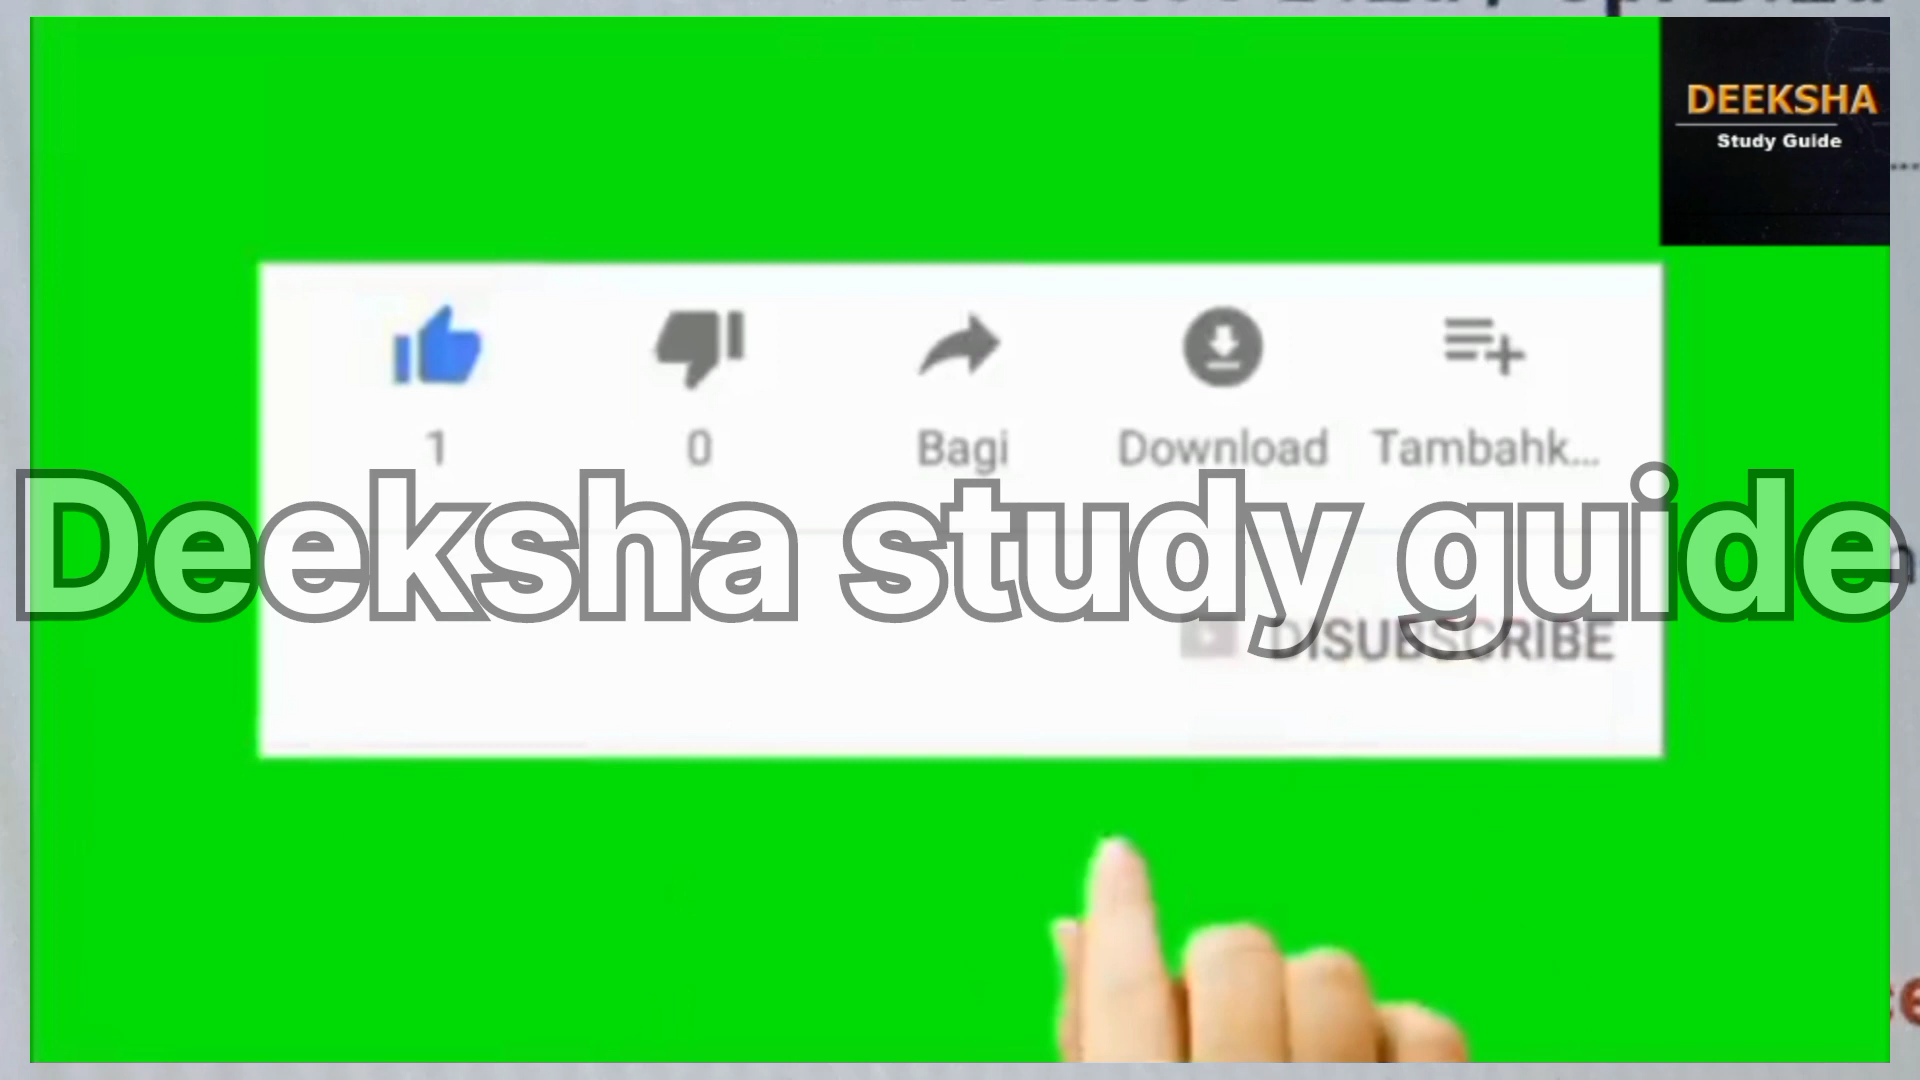 DEEKSHA
Study Guide
1
0
Bagi
Download
Tambahk...
Deeksha study guide
DISUBSCRIBE